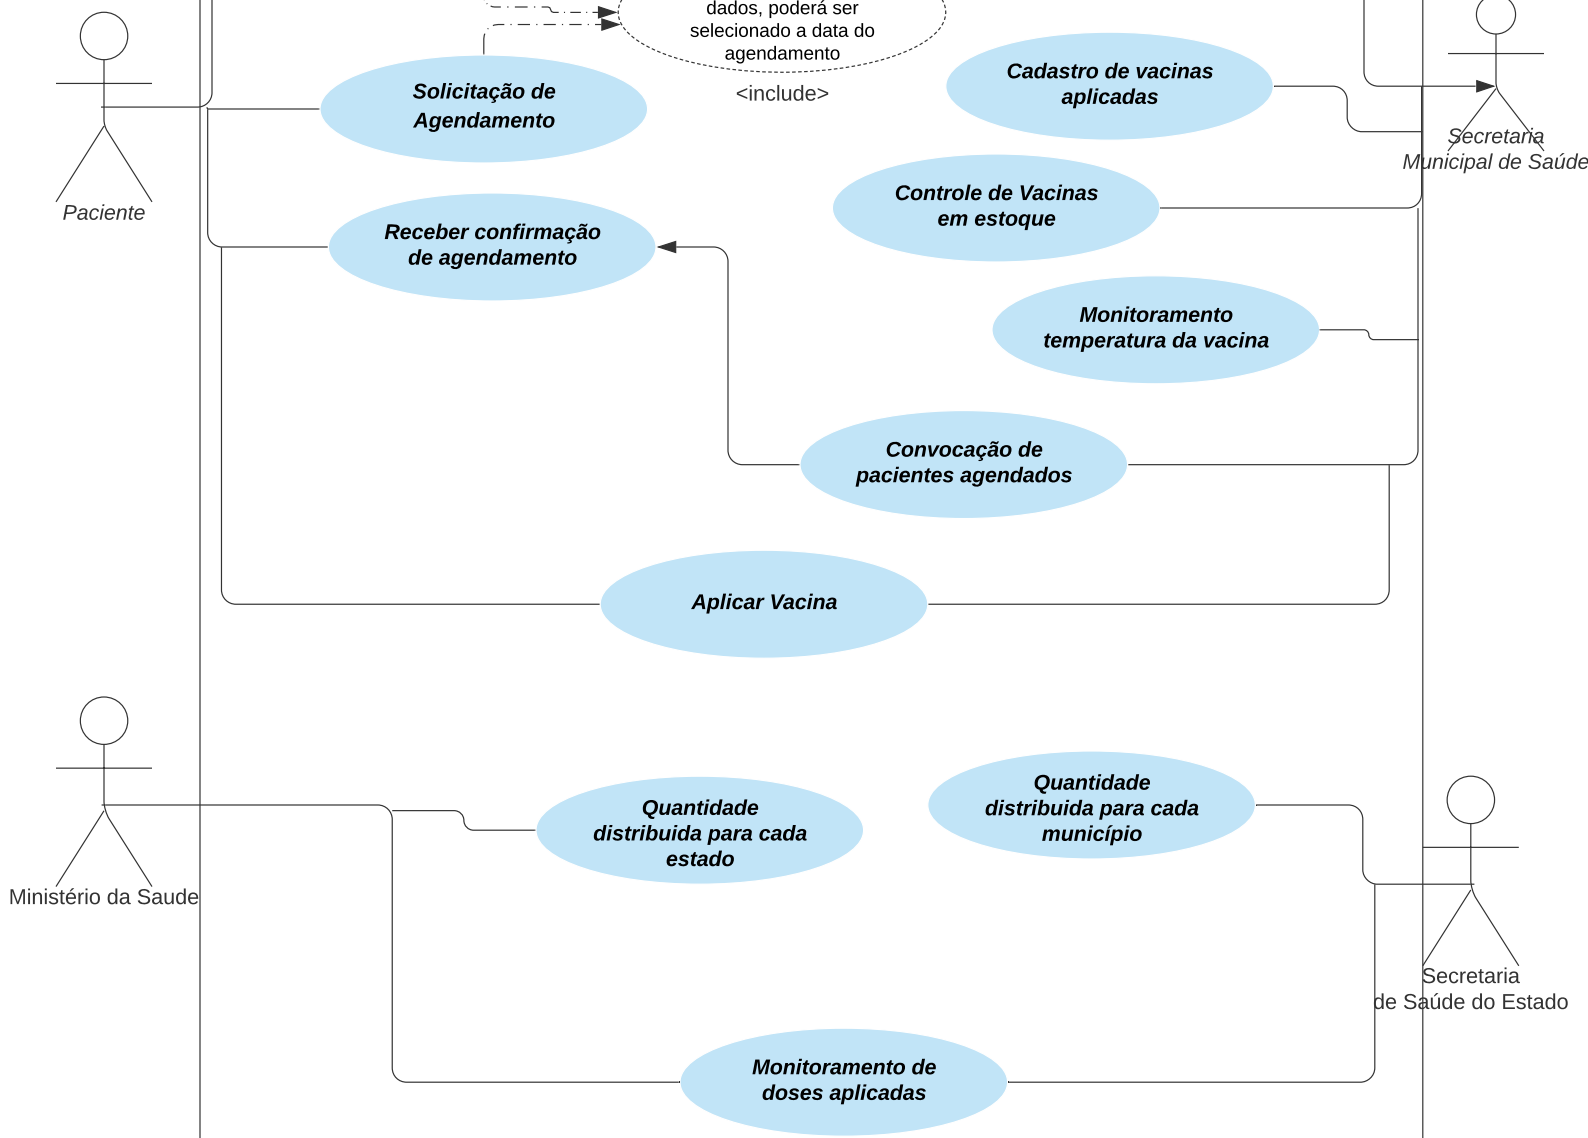 dados, poderá ser
selecionado a data do
agendamento
<include>
Solicitação de
Agendamento
Cadastro de vacinas
aplicadas
Secretaria
Municipal de Saúde
Paciente
Receber confirmação
de agendamento
Controle de Vacinas
em estoque
Monitoramento
temperatura da vacina
Convocação de
pacientes agendados
Aplicar Vacina
Ministério da Saude
Quantidade
distribuida para cada
estado
Quantidade
distribuida para cada
município
Secretaria
de Saúde do Estado
Monitoramento de
doses aplicadas